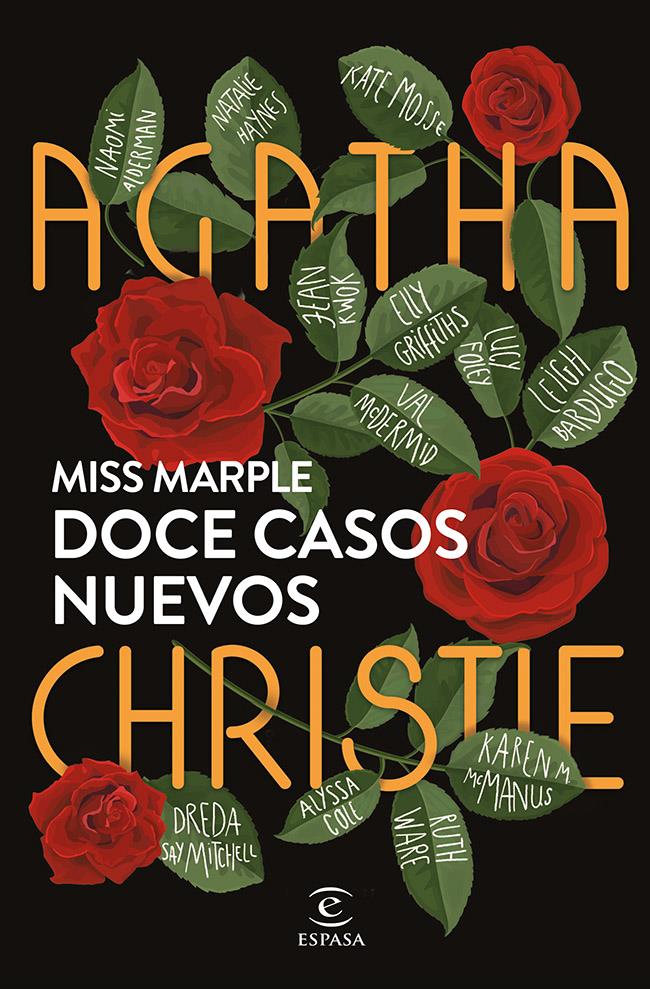 NAOMI
ALDERMAN
NATALIE
HAYNES
KATE MOSSE
AGATHA
JEAN
KWOK
ELLY
GRIFFITHS
LUCY
FOLEY
LEIGH
BARDUGO
VAL
McDERMID
MISS MARPLE
DOCE CASOS
NUEVOS
CHRISTIE
KAREN M.
McMANUS
DREDA
SAY MITCHELL
ALYSSA
COLE
RUTH
WARE
e
ESPASA